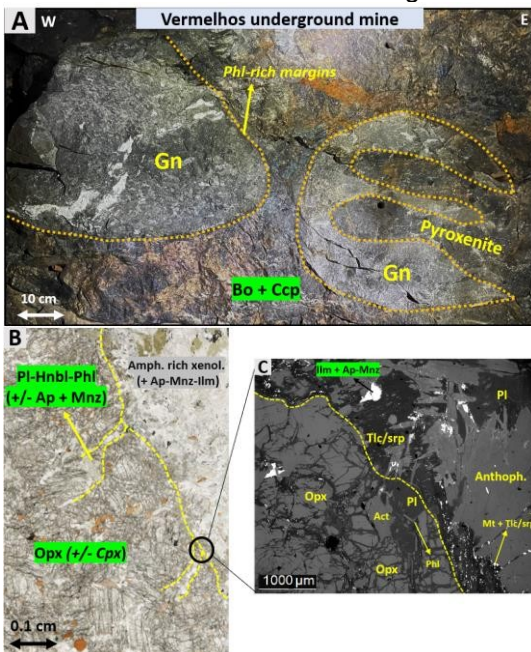 Vermelhos underground mine
A
W
E
Phl-rich margins
Gn
Pyroxenite
Gn
Bo + Ccp
10 cm
B
Amph. rich xenol.
(+ Ap-Mnz-Ilm)
Pl-Hnbl-Phl
(+/- Ap + Mnz)
Opx (+/- Cpx)
0.1 cm
C
Ilm + Ap-Mnz
Pl
Tlc/srp
Anthoph.
Opx
Pl
Act
Mt + Tlc/srp
Phl
Opx
1000 µm